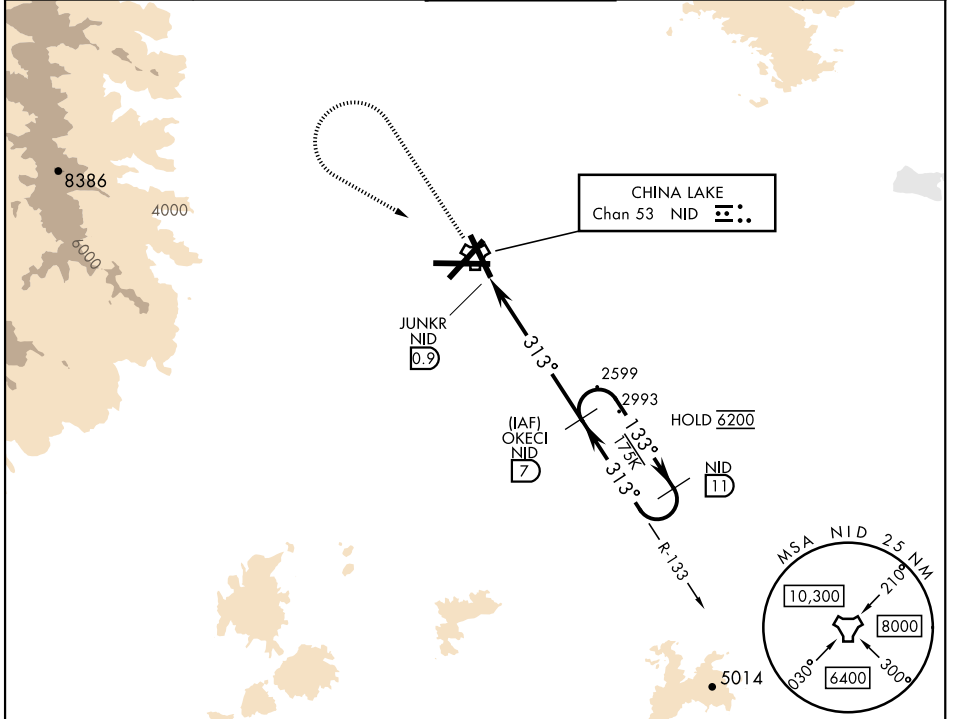 8386
4000
6000
CHINA LAKE
Chan 53 NID
JUNKR
NID
0.9
313°
2599
2993
133°
175K
HOLD 6200
(IAF)
OKECI
NID
7
313°
NID
11
R-133
MSA NID 25 NM
210°
10,300
8000
030°
6400
300°
5014